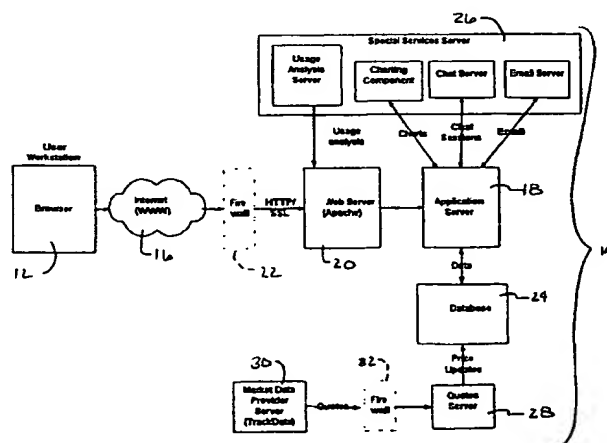 26
Special Services Server
Usage
Analysis
Server
Charting
Component
Chat Server
Email Server
Usage
analysis
Charts
Chat
Sessions
Emails
User
Workstation
Browser
12
Internet
(WWW)
16
Fire
wall
22
HTTP/
SSL
Web Server
(Apache)
20
Application
Server
18
Data
Database
24
Price
Updates
30
Market Data
Provider
Server
(TrackData)
Quotes
32
Fire
wall
Quotes
Server
28